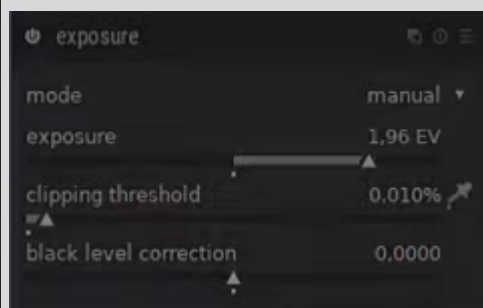 exposure
mode manual
exposure 1,96 EV
clipping threshold 0.010%
black level correction 0,0000